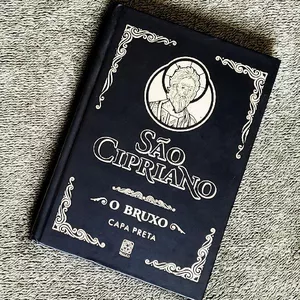 SÃO
CIPRIANO
O BRUXO
CAPA PRETA